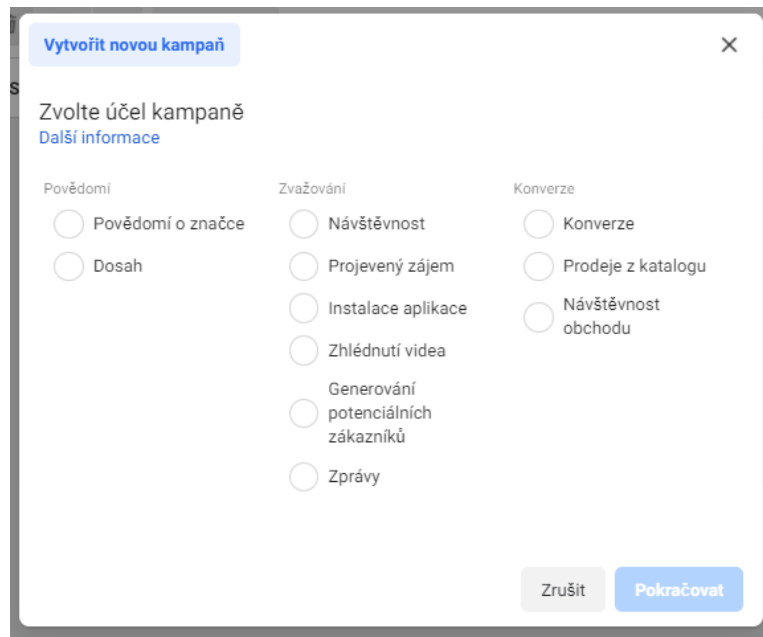 Vytvořit novou kampaň
Zvolte účel kampaně
Další informace
Povědomí
Povědomí o značce
Dosah
Zvažování
Návštěvnost
Projevený zájem
Instalace aplikace
Zhlédnutí videa
Generování
potenciálních
zákazníků
Zprávy
Konverze
Konverze
Prodeje z katalogu
Návštěvnost
obchodu
Zrušit
Pokračovat